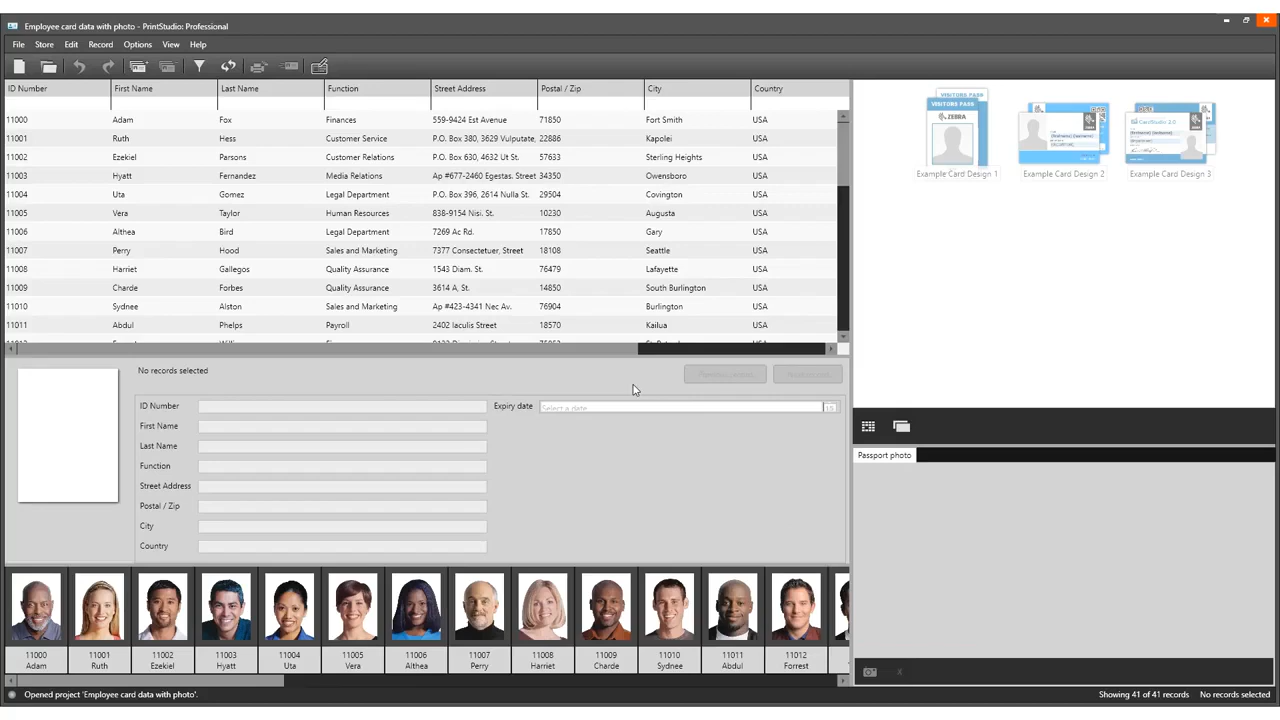 Employee card data with photo - PrintStudio: Professional
File Store Edit Record Options View Help
ID Number First Name Last Name Function Street Address Postal / Zip City Country
11000 Adam Fox Finances 359-9424 Est Avenue 71850 Fort Smith USA
11001 Ruth Hess Customer Service 22886 Kapolei USA
11002 Ezekiel Parsons Customer Relations P.O. Box 630, 4632 Ut St. 57633 Sterling Heights USA
11003 Hyatt Fernandez Media Relations Ap #677-2460 Egestas. Street 34350 Owensboro USA
11004 Uta Gomez Legal Department P.O. Box 396, 2614 Nulla St. 29504 Covington USA
11005 Vera Taylor Human Resources 838-9154 Nisi. St. 10230 Augusta USA
11006 Althea Bird Legal Department 7269 Ac Rd. 17850 Gary USA
11007 Perry Hood Sales and Marketing 7377 Consectetuer, Street 18108 Seattle USA
11008 Harriet Gallegos Quality Assurance 1543 Diam. St. 76479 Lafayette USA
11009 Charde Forbes Quality Assurance 3614 A, St. 14850 South Burlington USA
11010 Sydnee Alston Sales and Marketing Ap #423-4341 Nec Av. 76904 Burlington USA
11011 Abdul Phelps Payroll 2402 Iaculis Street 18570 Kailua USA
VISITORS PASS
VISITORS PASS
ZEBRA
CardStudio 2.0
Example Card Design 1 Example Card Design 2 Example Card Design 3
No records selected
ID Number
Expiry date Select a date 15
First Name
Last Name
Function
Street Address
Postal / Zip
City
Country
Passport photo
11000 11001 11002 11003 11004 11005 11006 11007 11008 11009 11010 11011 11012
Adam Ruth Ezekiel Hyatt Uta Vera Althea Perry Harriet Charde Sydnee Abdul Forrest
Opened project 'Employee card data with photo'.
Showing 41 of 41 records No records selected